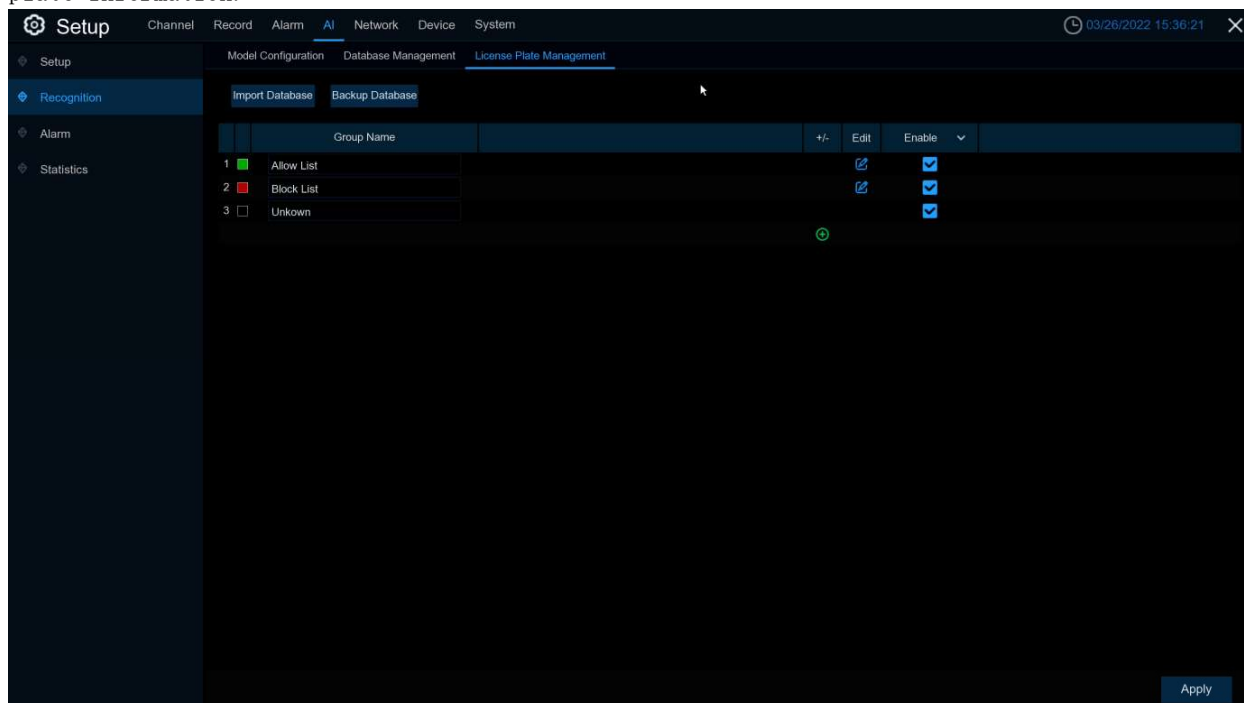 Setup Channel Record Alarm AI Network Device System 03/26/2022 15:36:21
Setup Model Configuration Database Management License Plate Management
Recognition Import Database Backup Database
Alarm Group Name +/- Edit Enable
Statistics 1 Allow List
2 Block List
3 Unkown
Apply